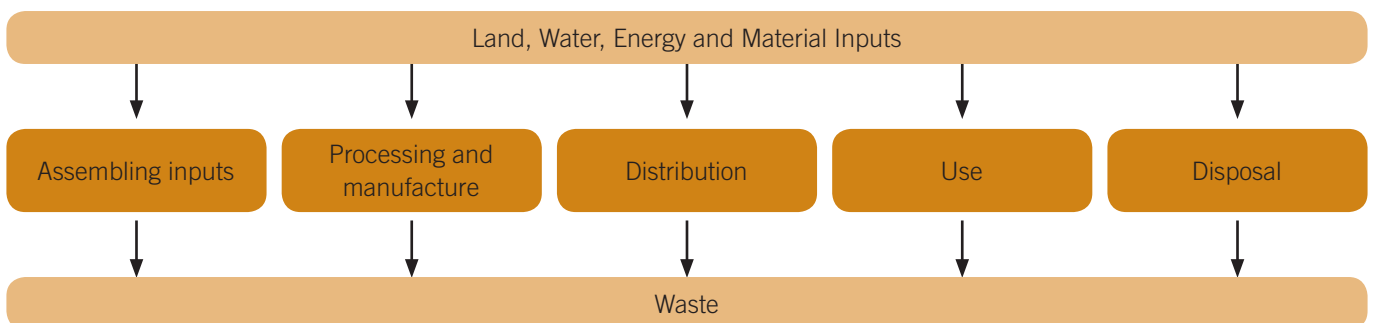 Land, Water, Energy and Material Inputs
Assembling inputs
Processing and
manufacture
Distribution
Use
Disposal
Waste